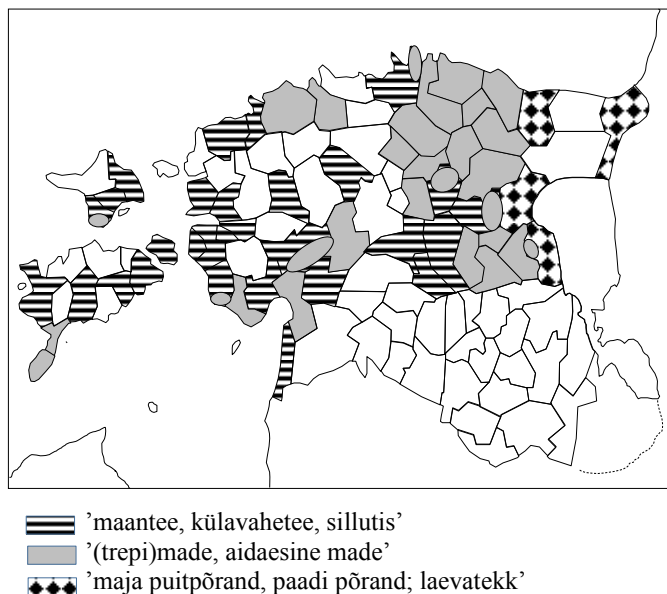 ’maantee, külavahetee, sillutis’
’(trepi)made, aidaesine made’
’maja puitpõrand, paadi põrand; laevatekk’